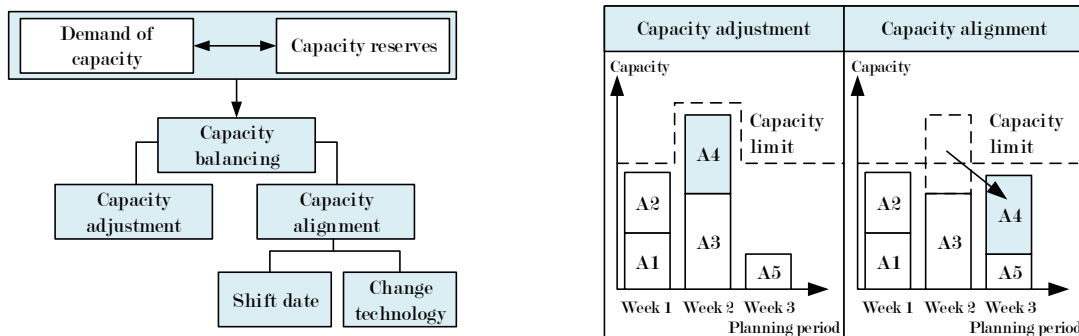 Demand of
capacity
Capacity reserves
Capacity
balancing
Capacity
adjustment
Capacity
alignment
Shift date
Change
technology
Capacity adjustment
Capacity
Capacity
limit
A4
A2
A3
A1
A5
Week 1 Week 2 Week 3
Planning period
Capacity alignment
Capacity
Capacity
limit
A2
A4
A3
A1
A5
Week 1 Week 2 Week 3
Planning period